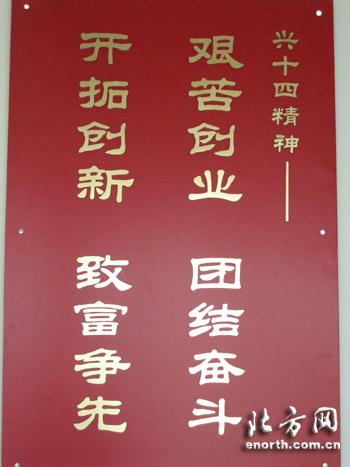 兴十四精神——
艰苦创业 团结奋斗
开拓创新 致富争先
北方网
enorth.com.cn